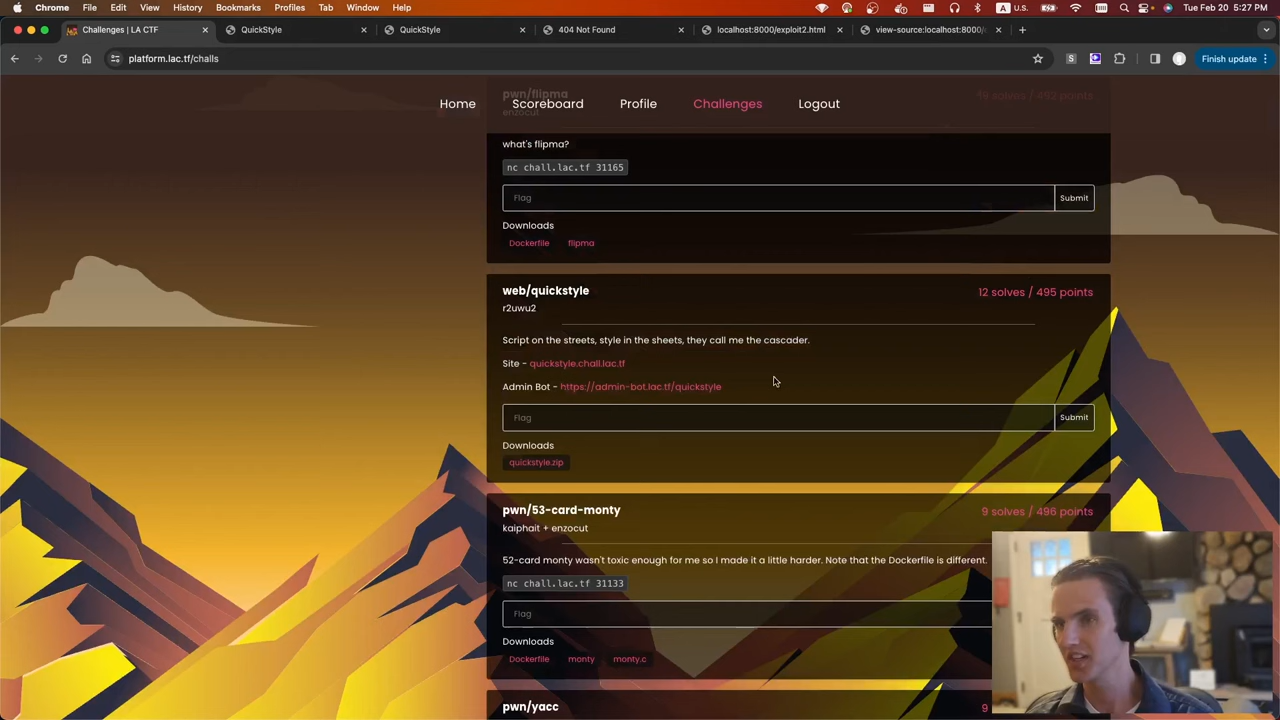 Chrome File Edit View History Bookmarks Profiles Tab Window Help
A U.S. Tue Feb 20 5:27 PM
Challenges | LA CTF QuickStyle QuickStyle 404 Not Found localhost:8000/exploit2.html view-source:localhost:8000/
platform.lac.tf/challs Finish update
Home Scoreboard Profile Challenges Logout
pwn/flipma
enzocut
what's flipma?
nc chall.lac.tf 31165
Flag Submit
Downloads
Dockerfile flipma
web/quickstyle 12 solves / 495 points
r2uwu2
Script on the streets, style in the sheets, they call me the cascader.
Site - quickstyle.chall.lac.tf
Admin Bot - https://admin-bot.lac.tf/quickstyle
Flag Submit
Downloads
quickstyle.zip
pwn/53-card-monty 9 solves / 496 points
kaiphait + enzocut
52-card monty wasn't toxic enough for me so I made it a little harder. Note that the Dockerfile is different.
nc chall.lac.tf 31133
Flag
Downloads
Dockerfile monty monty.c
pwn/yacc 9